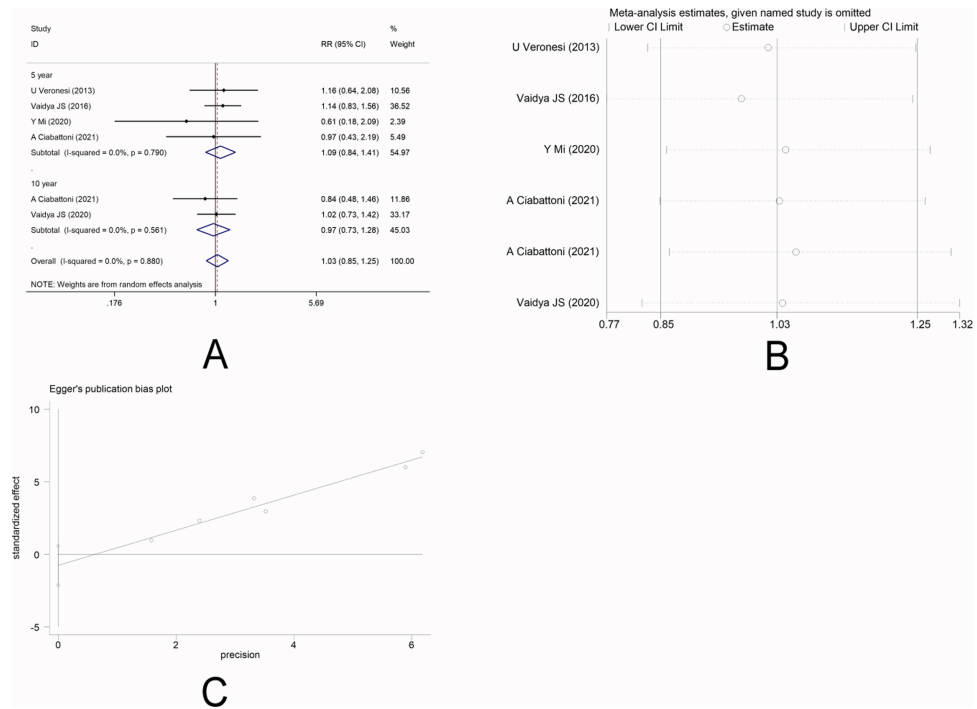 Study %
ID RR (95% CI) Weight
5 year
U Veronesi (2013) 1.16 (0.64, 2.08) 10.56
Vaidya JS (2016) 1.14 (0.83, 1.56) 36.52
Y Mi (2020) 0.61 (0.18, 2.09) 2.39
A Ciabattoni (2021) 0.97 (0.43, 2.19) 5.49
Subtotal (I-squared = 0.0%, p = 0.790) 1.09 (0.84, 1.41) 54.97
.
10 year
A Ciabattoni (2021) 0.84 (0.48, 1.46) 11.86
Vaidya JS (2020) 1.02 (0.73, 1.42) 33.17
Subtotal (I-squared = 0.0%, p = 0.561) 0.97 (0.73, 1.28) 45.03
.
Overall (I-squared = 0.0%, p = 0.880) 1.03 (0.85, 1.25) 100.00
NOTE: Weights are from random effects analysis
.176 1 5.69
A
Meta-analysis estimates, given named study is omitted
Lower CI Limit Estimate Upper CI Limit
U Veronesi (2013)
Vaidya JS (2016)
Y Mi (2020)
A Ciabattoni (2021)
A Ciabattoni (2021)
Vaidya JS (2020)
0.77 0.85 1.03 1.25 1.32
B
Egger's publication bias plot
standardized effect
10
5
0
-5
0 2 4 6
precision
C